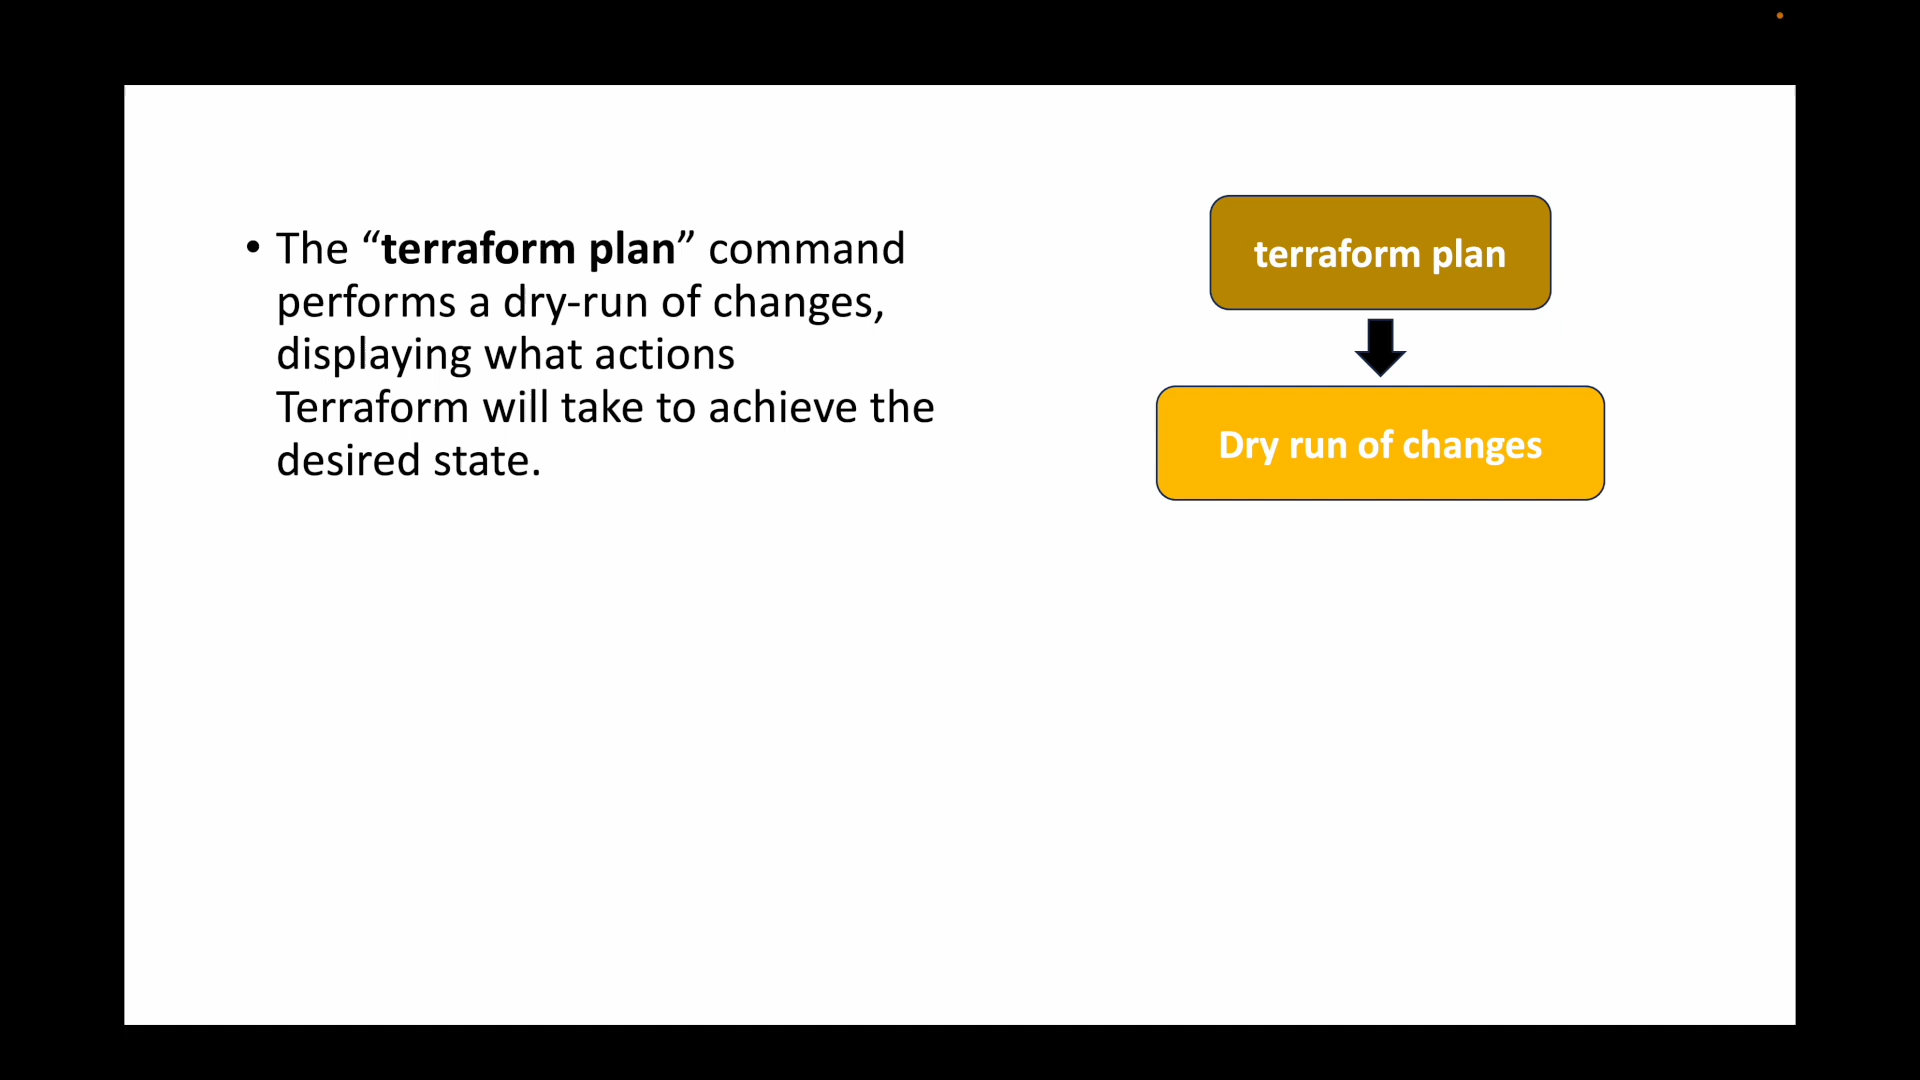 • The “terraform plan” command
performs a dry-run of changes,
displaying what actions
Terraform will take to achieve the
desired state.
terraform plan
Dry run of changes